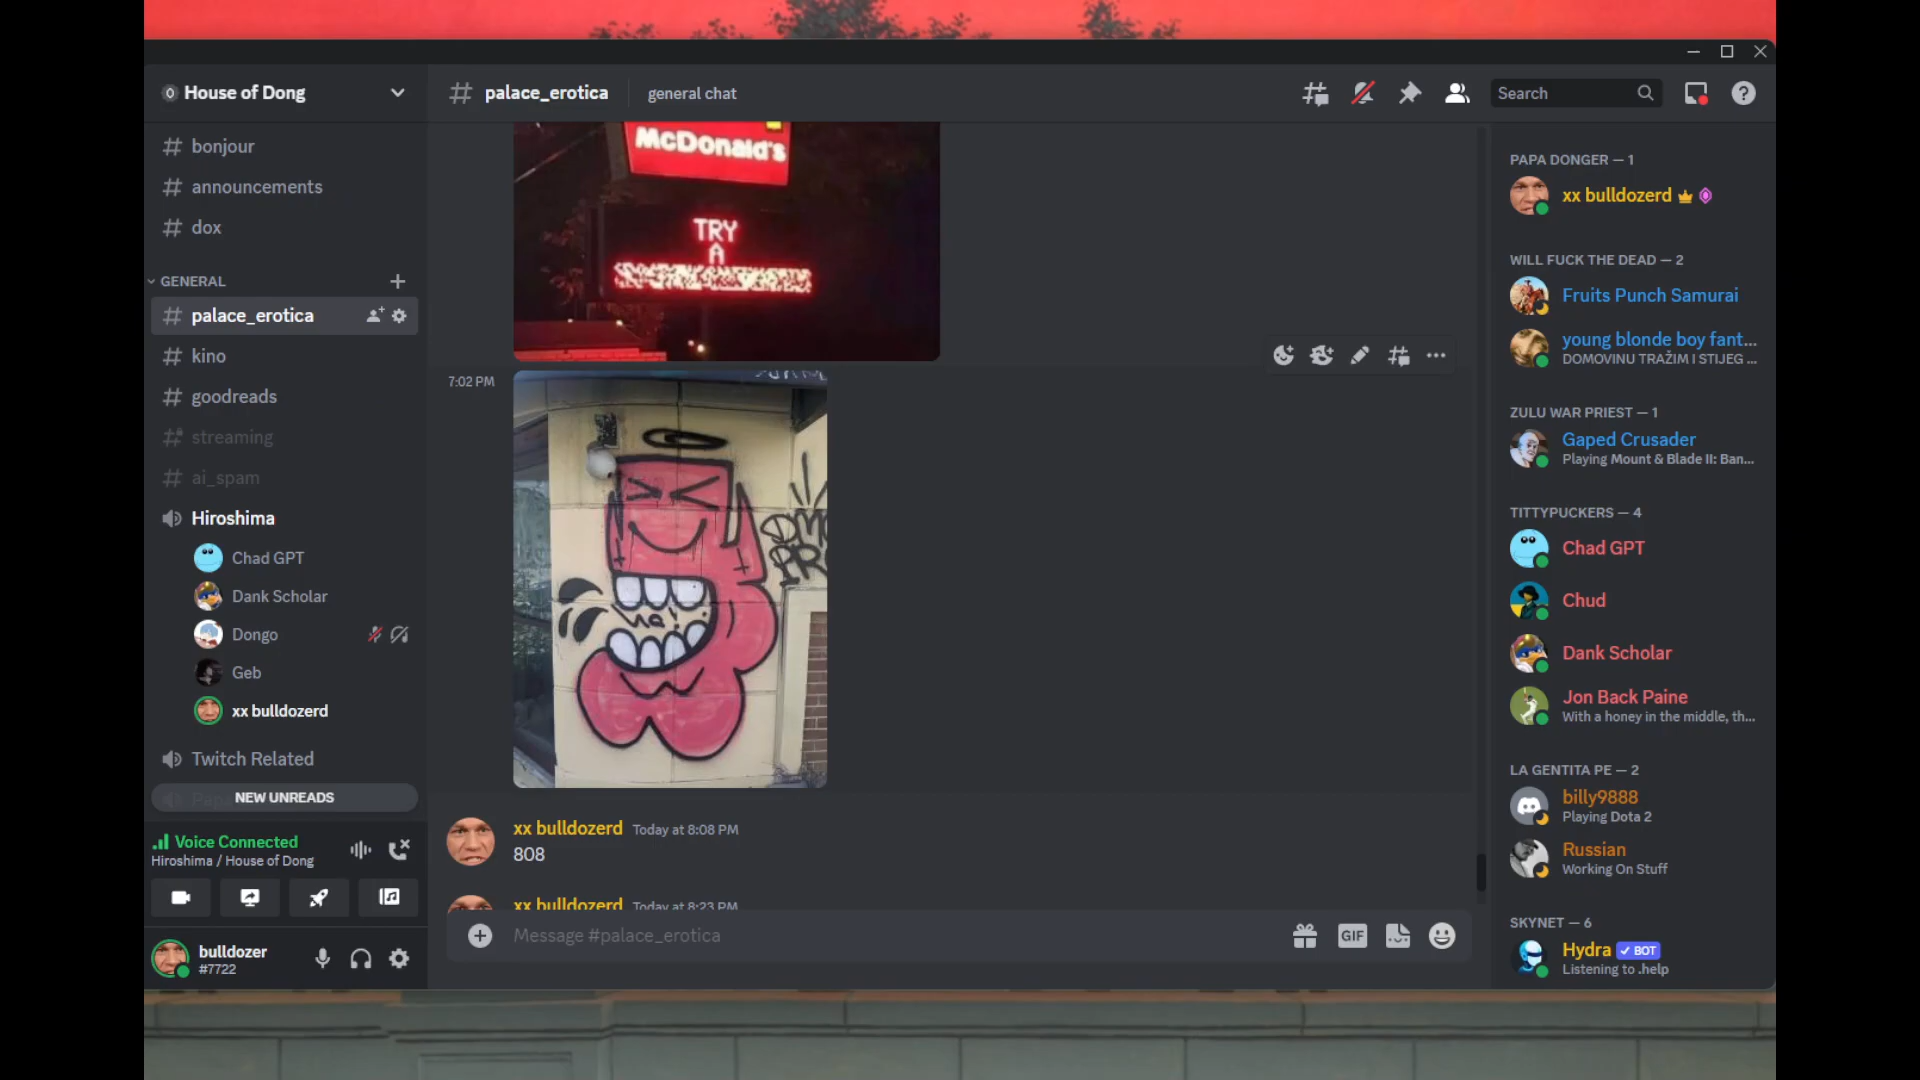 House of Dong
palace_erotica
general chat
Search
bonjour
announcements
dox
GENERAL
palace_erotica
kino
goodreads
streaming
ai_spam
Hiroshima
Chad GPT
Dank Scholar
Dongo
Geb
xx bulldozerd
Twitch Related
NEW UNREADS
Voice Connected
Hiroshima / House of Dong
bulldozer
#7722
McDonald's
TRY
A
7:02 PM
Ha!
xx bulldozerd Today at 8:08 PM
808
xx bulldozerd Today at 8:23 PM
Message #palace_erotica
GIF
PAPA DONGER — 1
xx bulldozerd
WILL FUCK THE DEAD — 2
Fruits Punch Samurai
young blonde boy fant...
DOMOVINU TRAŽIM I STIJEG ...
ZULU WAR PRIEST — 1
Gaped Crusader
Playing Mount & Blade II: Ban...
TITTYPUCKERS — 4
Chad GPT
Chud
Dank Scholar
Jon Back Paine
With a honey in the middle, th...
LA GENTITA PE — 2
billy9888
Playing Dota 2
Russian
Working On Stuff
SKYNET — 6
Hydra BOT
Listening to .help